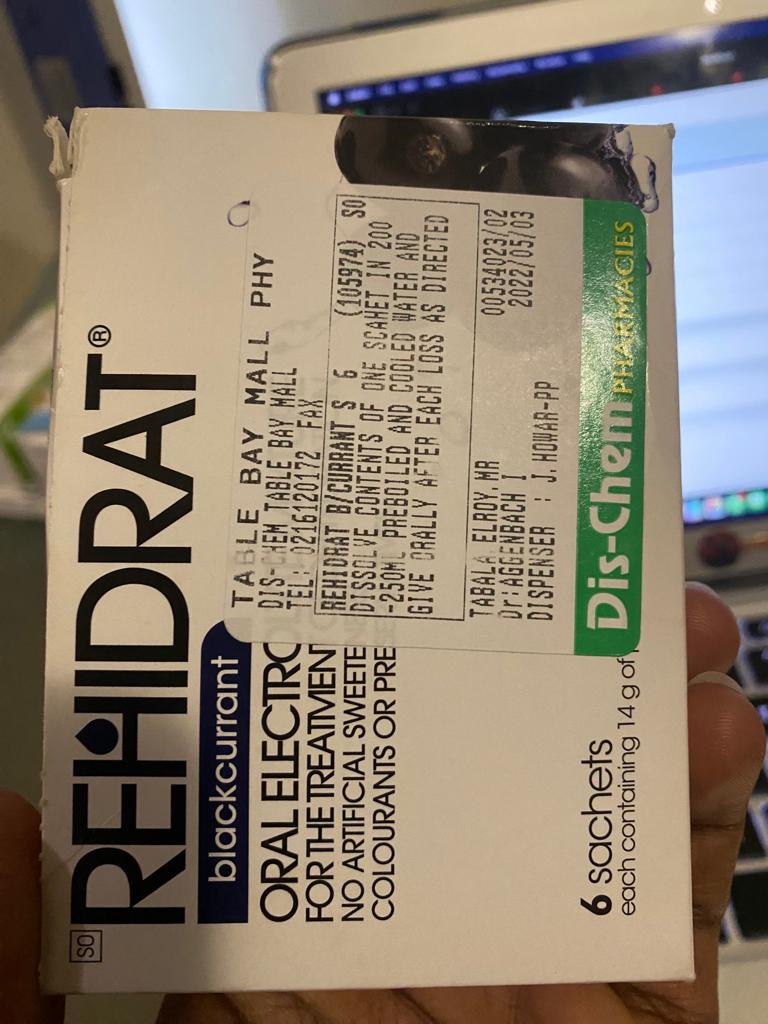 S0
REHIDRAT®
blackcurrant
ORAL ELECTRO
FOR THE TREATMENT
NO ARTIFICIAL SWEETE
COLOURANTS OR PRE
6 sachets
each containing 14 g of
TABLE BAY MALL PHY
DIS-CHEM TABLE BAY MALL
TEL: 0216120172 FAX
REHIDRAT B/CURRANT S 6 (105974) S0
DISSOLVE CONTENTS OF ONE SCAHET IN 200
-250ML PREBOILED AND COOLED WATER AND
GIVE ORALLY AFTER EACH LOSS AS DIRECTED
00534023/02
TABALA ELROY,MR 2022/05/03
Dr:AGGENBACH I
DISPENSER : J.HOWAR-PP
Dis-Chem PHARMACIES